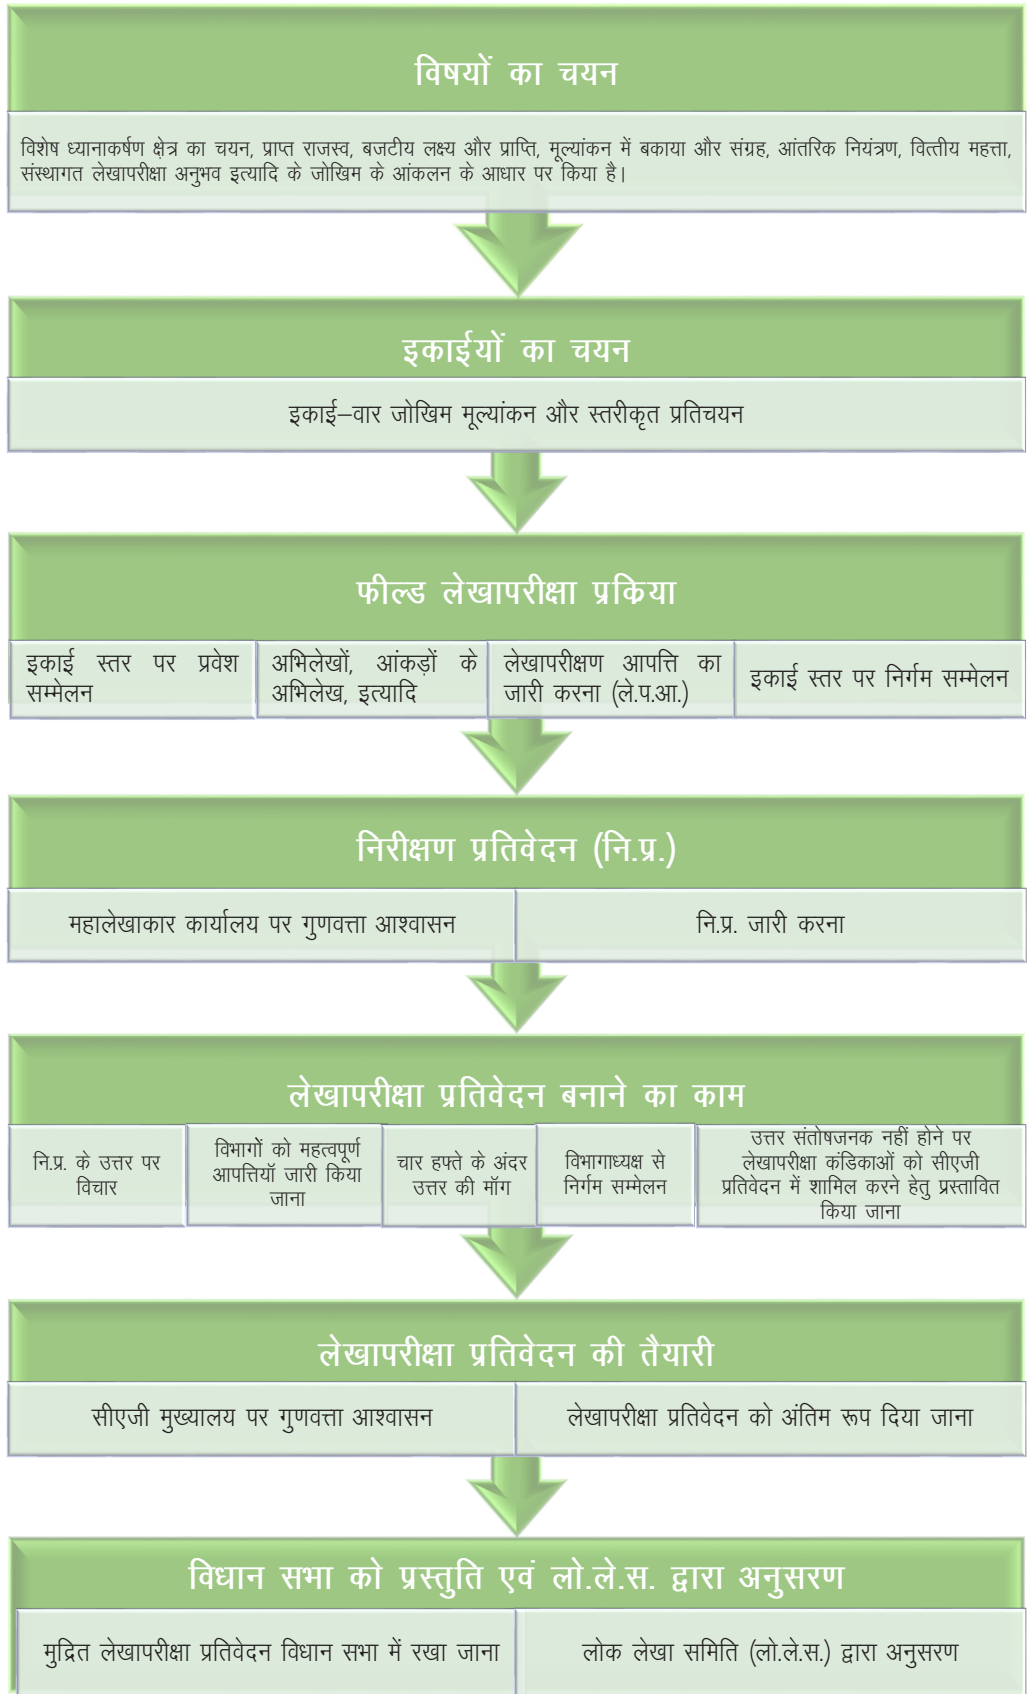 विषयों का चयन
विशेष ध्यानाकर्षण क्षेत्र का चयन, प्राप्त राजस्व, बजटीय लक्ष्य और प्राप्ति, मूल्यांकन में बकाया और संग्रह, आंतरिक नियंत्रण, वित्तीय महत्ता,
संस्थागत लेखापरीक्षा अनुभव इत्यादि के जोखिम के आंकलन के आधार पर किया है।
इकाईयों का चयन
इकाई–वार जोखिम मूल्यांकन और स्तरीकृत प्रतिचयन
फील्ड लेखापरीक्षा प्रकिया
इकाई स्तर पर प्रवेश
सम्मेलन
अभिलेखों, आंकड़ों के
अभिलेख, इत्यादि
लेखापरीक्षण आपत्ति का
जारी करना (ले.प.आ.)
इकाई स्तर पर निर्गम सम्मेलन
निरीक्षण प्रतिवेदन (नि.प्र.)
महालेखाकार कार्यालय पर गुणवत्ता आश्वासन
नि.प्र. जारी करना
लेखापरीक्षा प्रतिवेदन बनाने का काम
नि.प्र. के उत्तर पर
विचार
विभागों को महत्वपूर्ण
आपत्तियॉ जारी किया
जाना
चार हफ्ते के अंदर
उत्तर की मॉग
विभागाध्यक्ष से
निर्गम सम्मेलन
उत्तर संतोषजनक नहीं होने पर
लेखापरीक्षा कंडिकाओं को सीएजी
प्रतिवेदन में शामिल करने हेतु प्रस्तावित
किया जाना
लेखापरीक्षा प्रतिवेदन की तैयारी
सीएजी मुख्यालय पर गुणवत्ता आश्वासन
लेखापरीक्षा प्रतिवेदन को अंतिम रूप दिया जाना
विधान सभा को प्रस्तुति एवं लो.ले.स. द्वारा अनुसरण
मुद्रित लेखापरीक्षा प्रतिवेदन विधान सभा में रखा जाना
लोक लेखा समिति (लो.ले.स.) द्वारा अनुसरण